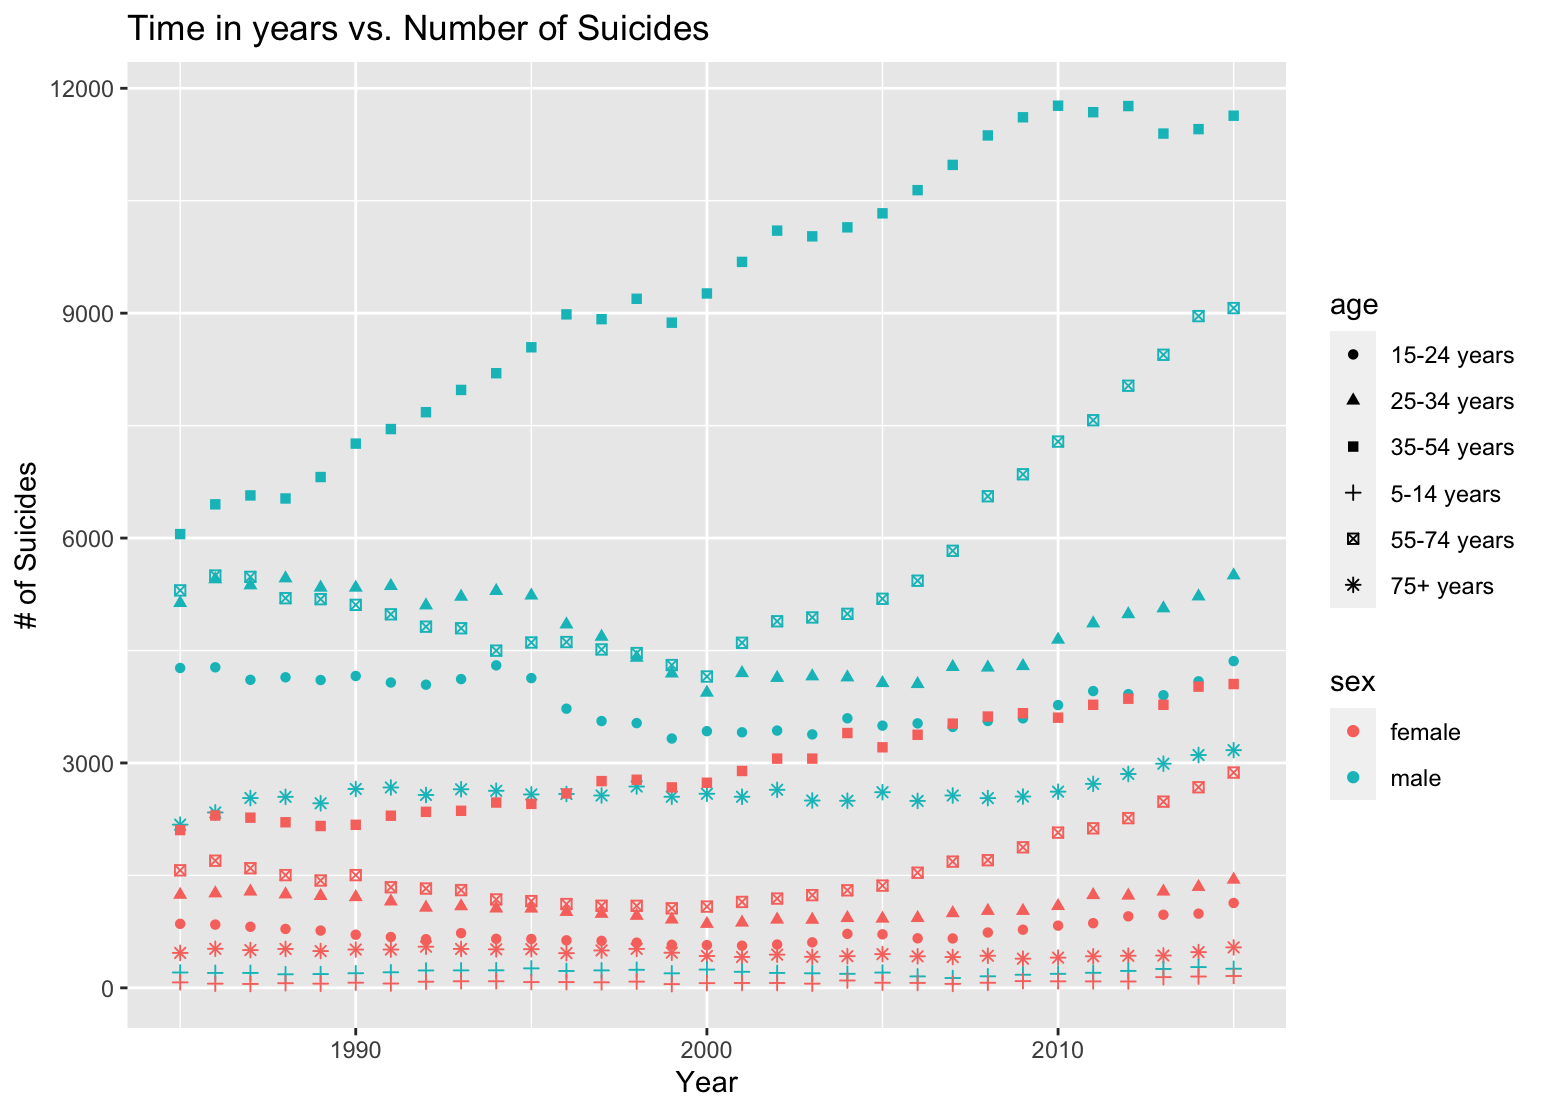 Time in years vs. Number of Suicides
12000
9000
6000
3000
0
# of Suicides
1990
2000
2010
Year
age
15-24 years
25-34 years
35-54 years
5-14 years
55-74 years
75+ years
sex
female
male